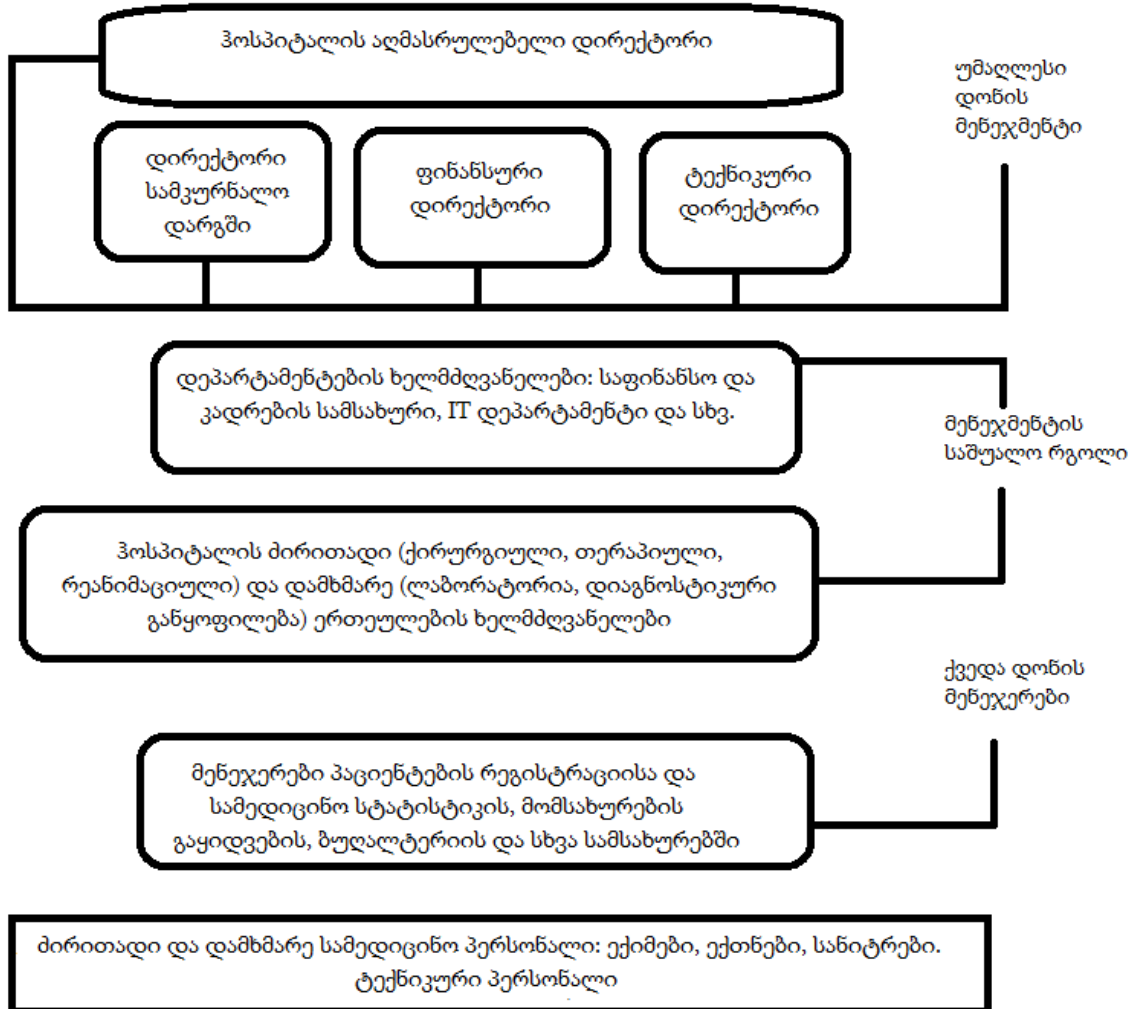 ჰოსპიტალის აღმასრულებელი დირექტორი
უმაღლესი
დონის
მენეჯმენტი
დირექტორი
სამკურნალო
დარგში
ფინანსური
დირექტორი
ტექნიკური
დირექტორი
დეპარტამენტების ხელმძღვანელები: საფინანსო და
კადრების სამსახური, IT დეპარტამენტი და სხვ.
მენეჯმენტის
საშუალო რგოლი
ჰოსპიტალის ძირითადი (ქირურგიული, თერაპიული,
რეანიმაციული) და დამხმარე (ლაბორატორია, დიაგნოსტიკური
განყოფილება) ერთეულების ხელმძღვანელები
ქვედა დონის
მენეჯერები
მენეჯერები პაციენტების რეგისტრაციისა და
სამედიცინო სტატისტიკის, მომსახურების
გაყიდვების, ბუღალტერიის და სხვა სამსახურებში
ძირითადი და დამხმარე სამედიცინო პერსონალი: ექიმები, ექთნები, სანიტრები.
ტექნიკური პერსონალი